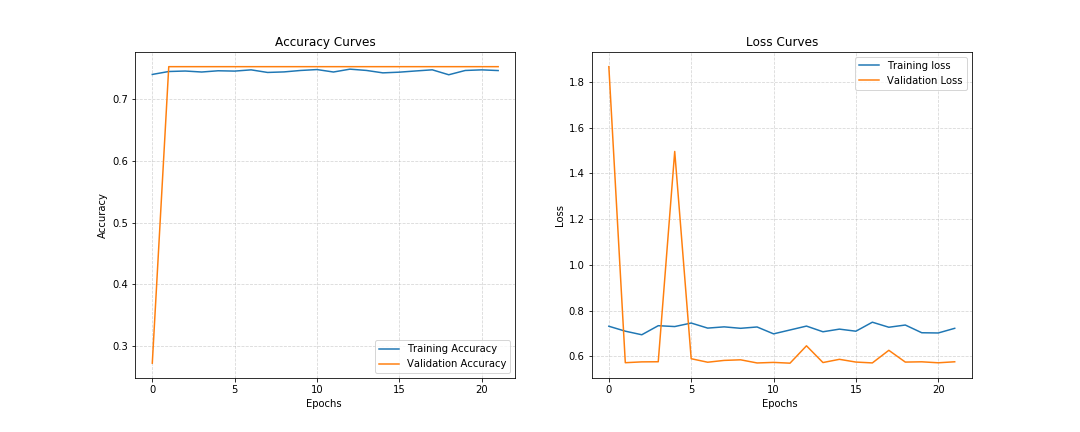 Accuracy Curves
0.7
0.6
0.5
0.4
0.3
Accuracy
0
5
10
15
20
Epochs
Training Accuracy
Validation Accuracy
Loss Curves
1.8
1.6
1.4
1.2
1.0
0.8
0.6
Loss
0
5
10
15
20
Epochs
Training loss
Validation Loss